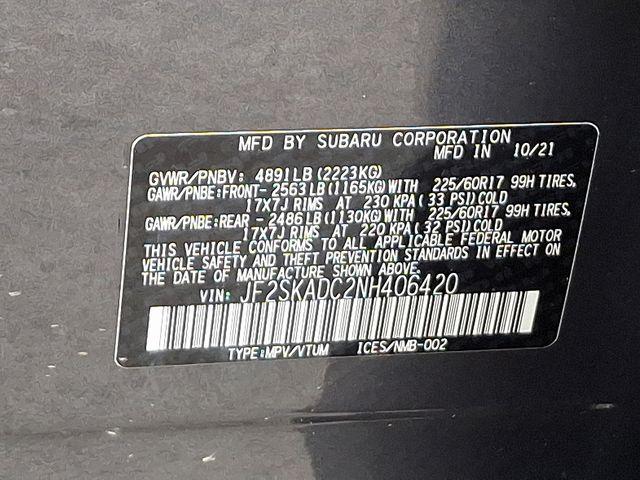 MFD BY SUBARU CORPORATION
MFD IN 10/21
GVWR/PNBV: 4891LB(2223KG)
GAWR/PNBE:FRONT- 2563LB(1165KG)WITH 225/60R17 99H TIRES,
17X7J RIMS AT 230 KPA(33 PSI)COLD
GAWR/PNBE:REAR - 2486LB(1130KG)WITH 225/60R17 99H TIRES,
17X7J RIMS AT 220 KPA(32 PSI)COLD
THIS VEHICLE CONFORMS TO ALL APPLICABLE FEDERAL MOTOR
VEHICLE SAFETY AND THEFT PREVENTION STANDARDS IN EFFECT ON
THE DATE OF MANUFACTURE SHOWN ABOVE.
VIN: JF2SKADC2NH406420
TYPE:MPV/VTUM ICES/NMB-002